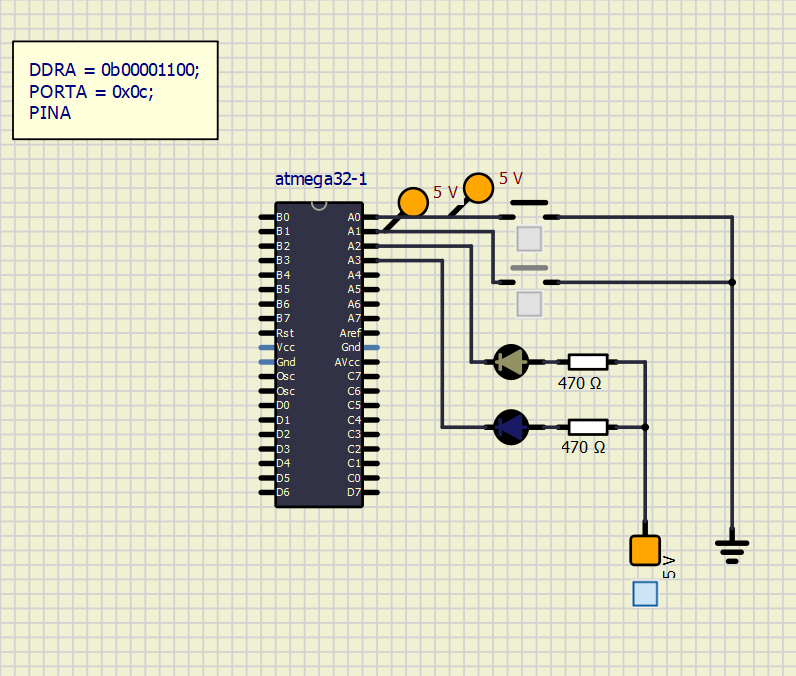 DDRA = 0b00001100;
PORTA = 0x0c;
PINA
atmega32-1
5 V
5 V
B0 A0
B1 A1
B2 A2
B3 A3
B4 A4
B5 A5
B6 A6
B7 A7
Rst Aref
Vcc Gnd
Gnd AVcc
Osc C7
Osc C6
D0 C5
D1 C4
D2 C3
D3 C2
D4 C1
D5 C0
D6 D7
470 Ω
470 Ω
5 V